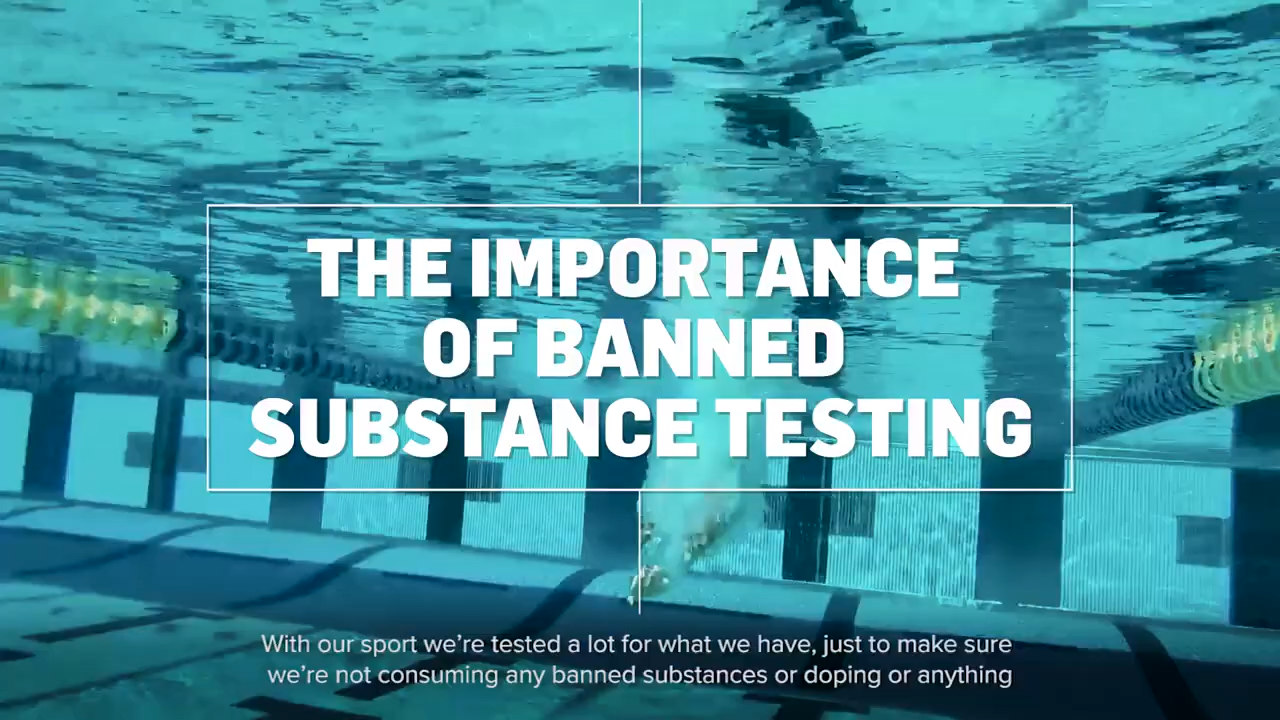 THE IMPORTANCE
OF BANNED
SUBSTANCE TESTING
With our sport we're tested a lot for what we have, just to make sure
we're not consuming any banned substances or doping or anything